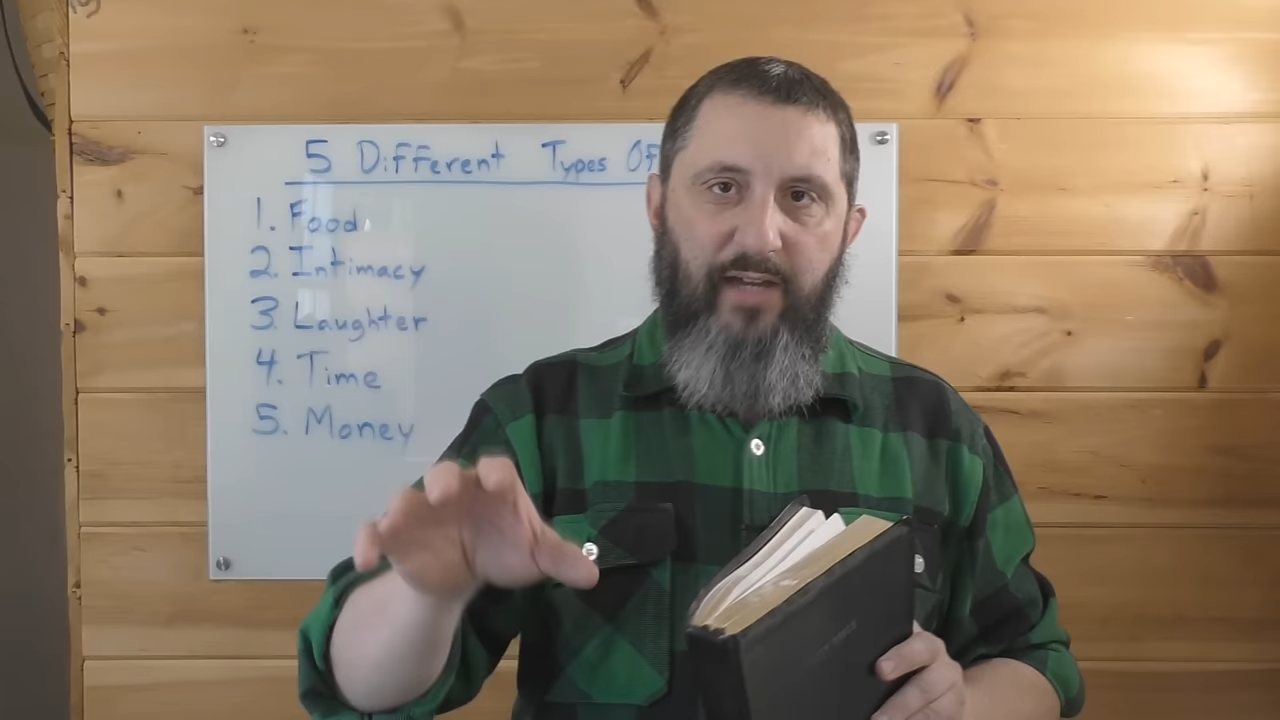 5 Different Types Of
1. Food
2. Intimacy
3. Laughter
4. Time
5. Money